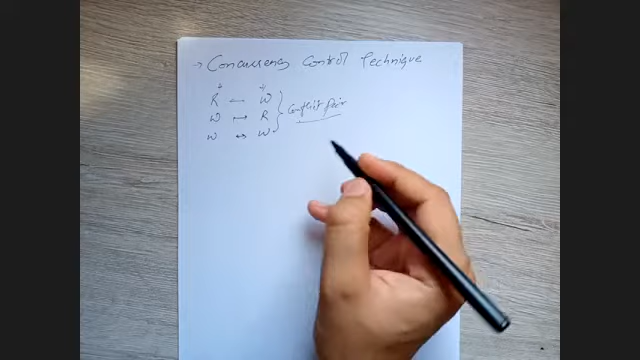 → Concurrency Control Technique
R ↔ W
W ↔ R } Conflict Pair
W ↔ W